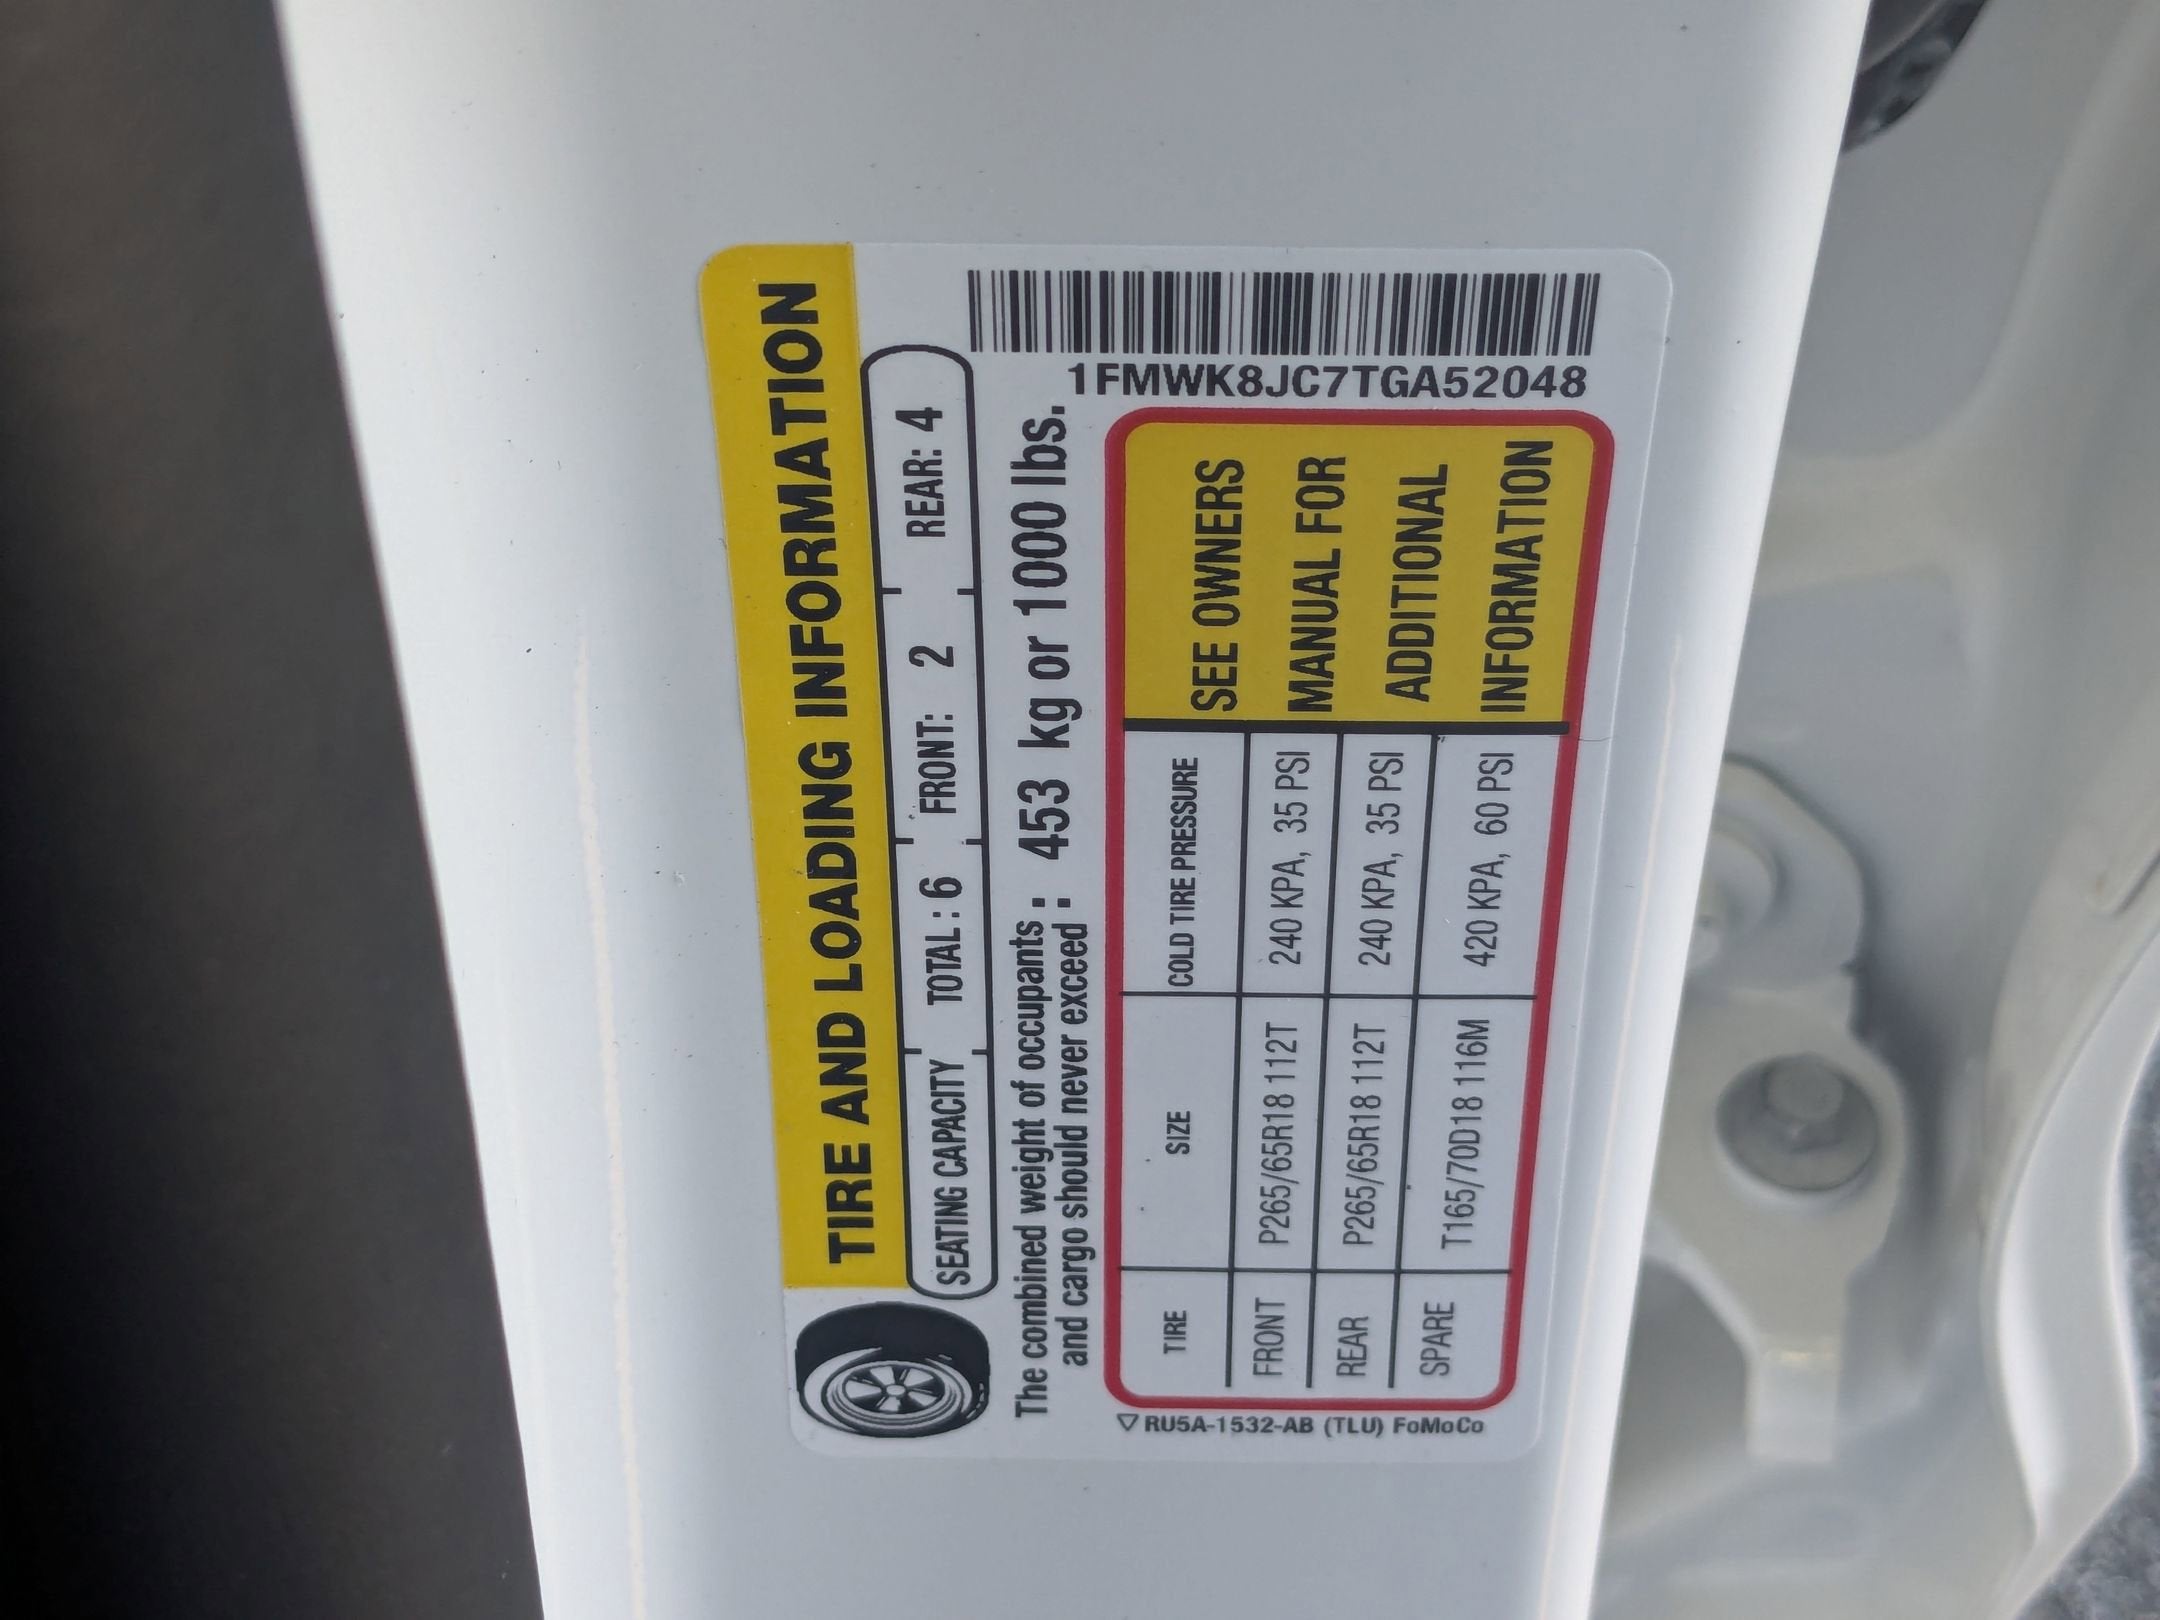 TIRE AND LOADING INFORMATION
SEATING CAPACITY TOTAL : 6 FRONT: 2 REAR: 4
The combined weight of occupants :
and cargo should never exceed : 453 kg or 1000 lbs.
1FMWK8JC7TGA52048
TIRE SIZE COLD TIRE PRESSURE
FRONT P265/65R18 112T 240 KPA, 35 PSI
REAR P265/65R18 112T 240 KPA, 35 PSI
SPARE T165/70D18 116M 420 KPA, 60 PSI
SEE OWNERS
MANUAL FOR
ADDITIONAL
INFORMATION
RU5A-1532-AB (TLU) FoMoCo